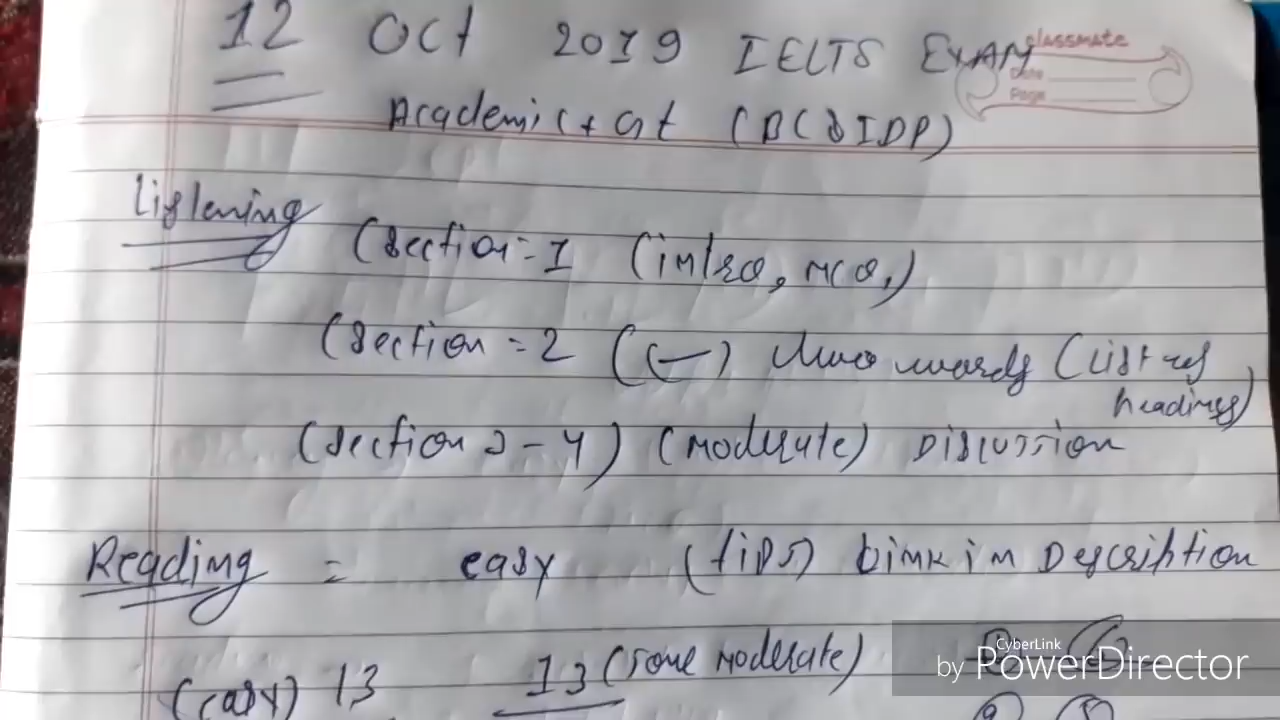 12 Oct 2019 IELTS EXAM
classmate
Date
Page
Academic + Gt (BC & IDP)
Listening
(Section = 1 (intro, MCQ,)
(Section = 2 ( (—) two words (List of
headings)
(Section 3 - 4) (moderate) Discussion
Reading = easy (tips) Link in Description
(easy) 13 13 (some moderate)
CyberLink
by PowerDirector